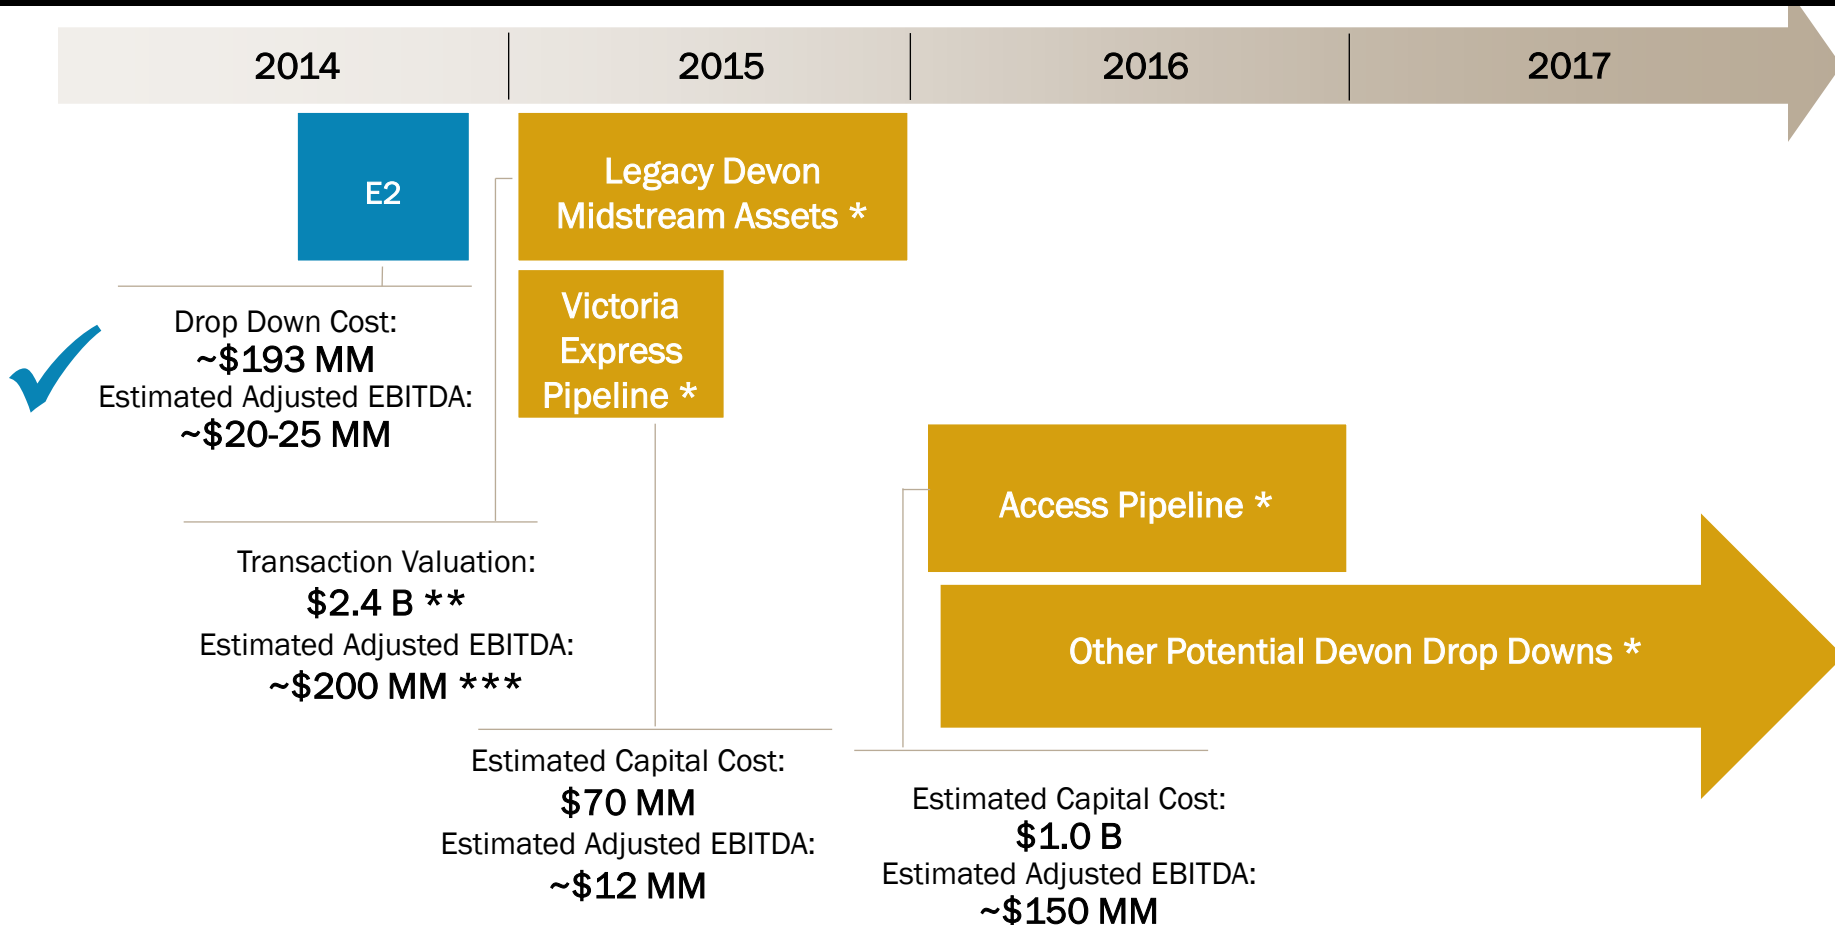 2014
2015
2016
2017
E2
Legacy Devon
Midstream Assets *
Victoria
Express
Pipeline *
Drop Down Cost:
~$193 MM
Estimated Adjusted EBITDA:
~$20-25 MM
Access Pipeline *
Transaction Valuation:
$2.4 B **
Estimated Adjusted EBITDA:
~$200 MM ***
Other Potential Devon Drop Downs *
Estimated Capital Cost:
$70 MM
Estimated Adjusted EBITDA:
~$12 MM
Estimated Capital Cost:
$1.0 B
Estimated Adjusted EBITDA:
~$150 MM